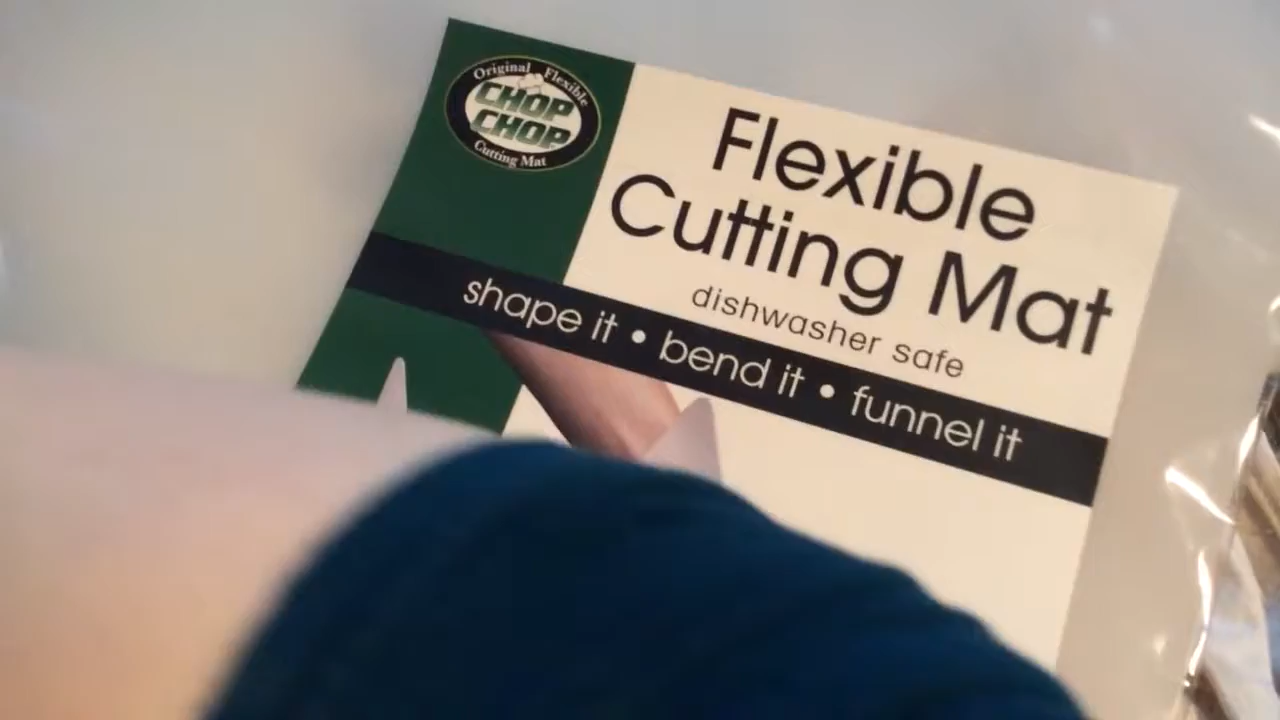 Original Flexible
CHOP
CHOP
Cutting Mat
Flexible
Cutting Mat
dishwasher safe
shape it • bend it • funnel it